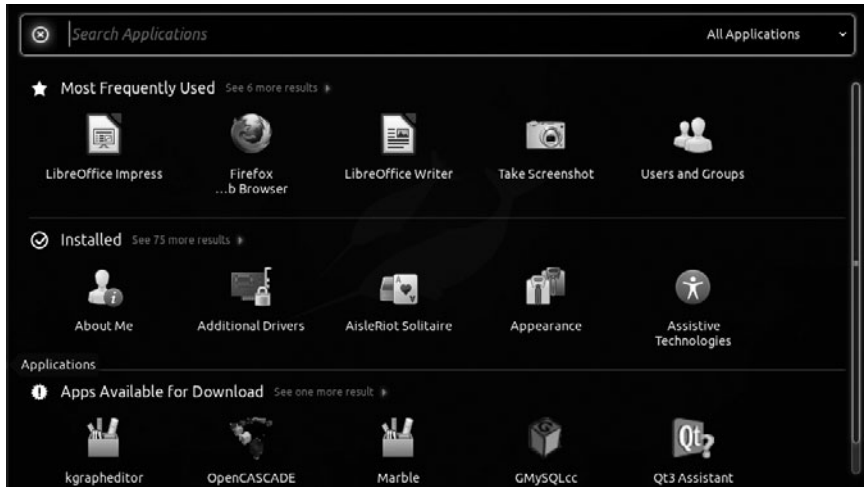 Search Applications
All Applications
Most Frequently Used See 6 more results
LibreOffice Impress
Firefox
...b Browser
LibreOffice Writer
Take Screenshot
Users and Groups
Installed See 75 more results
About Me
Additional Drivers
AisleRiot Solitaire
Appearance
Assistive
Technologies
Applications
Apps Available for Download See one more result
kgrapheditor
OpenCASCADE
Marble
GMySQLcc
Qt3 Assistant